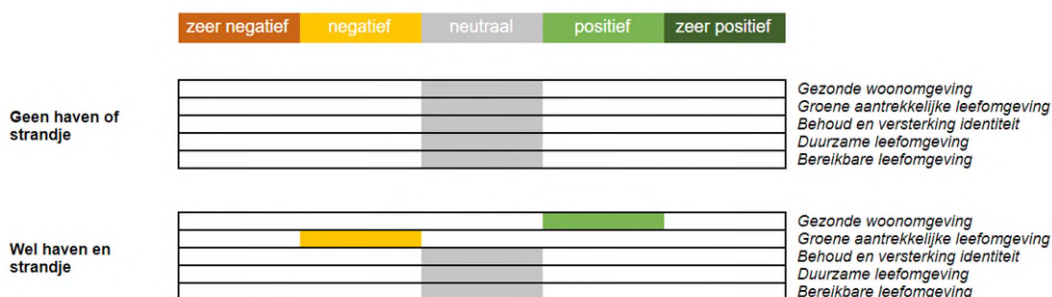 zeer negatief negatief neutraal positief zeer positief
Geen haven of
strandje
Gezonde woonomgeving
Groene aantrekkelijke leefomgeving
Behoud en versterking identiteit
Duurzame leefomgeving
Bereikbare leefomgeving
Wel haven en
strandje
Gezonde woonomgeving
Groene aantrekkelijke leefomgeving
Behoud en versterking identiteit
Duurzame leefomgeving
Bereikbare leefomgeving